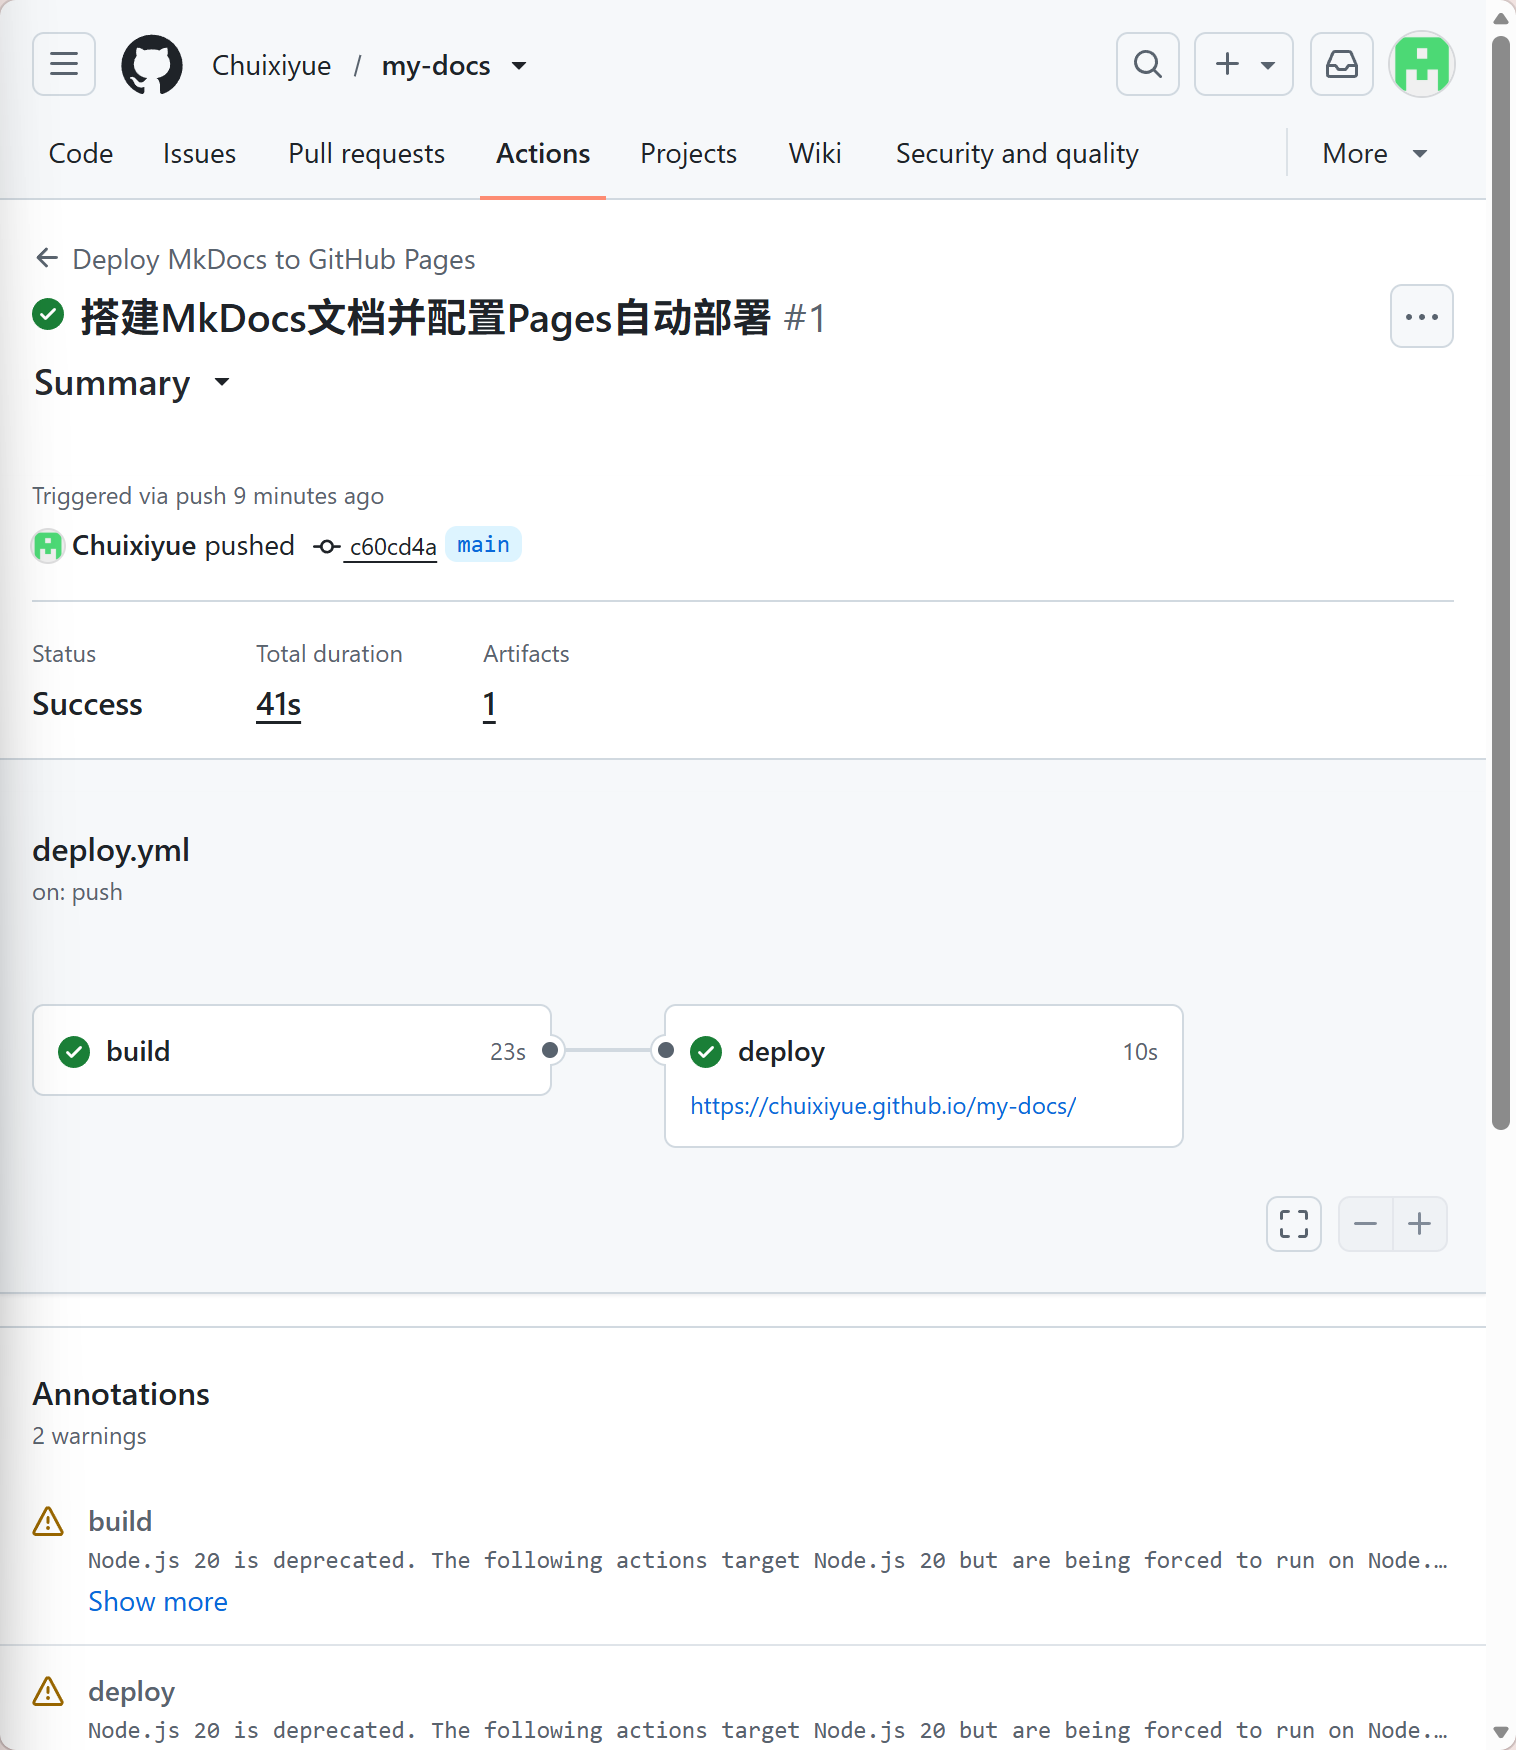 Chuixiyue / my-docs
Code Issues Pull requests Actions Projects Wiki Security and quality More
Deploy MkDocs to GitHub Pages
搭建MkDocs文档并配置Pages自动部署 #1
Summary
Triggered via push 9 minutes ago
Chuixiyue pushed c60cd4a main
Status Total duration Artifacts
Success 41s 1
deploy.yml
on: push
build 23s
deploy 10s
https://chuixiyue.github.io/my-docs/
Annotations
2 warnings
build
Node.js 20 is deprecated. The following actions target Node.js 20 but are being forced to run on Node.…
Show more
deploy
Node.js 20 is deprecated. The following actions target Node.js 20 but are being forced to run on Node.…